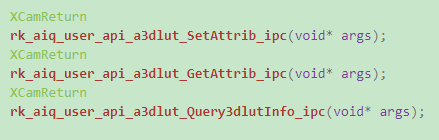 XCamReturn
rk_aiq_user_api_a3dlut_SetAttrib_ipc(void* args);
XCamReturn
rk_aiq_user_api_a3dlut_GetAttrib_ipc(void* args);
XCamReturn
rk_aiq_user_api_a3dlut_Query3dlutInfo_ipc(void* args);